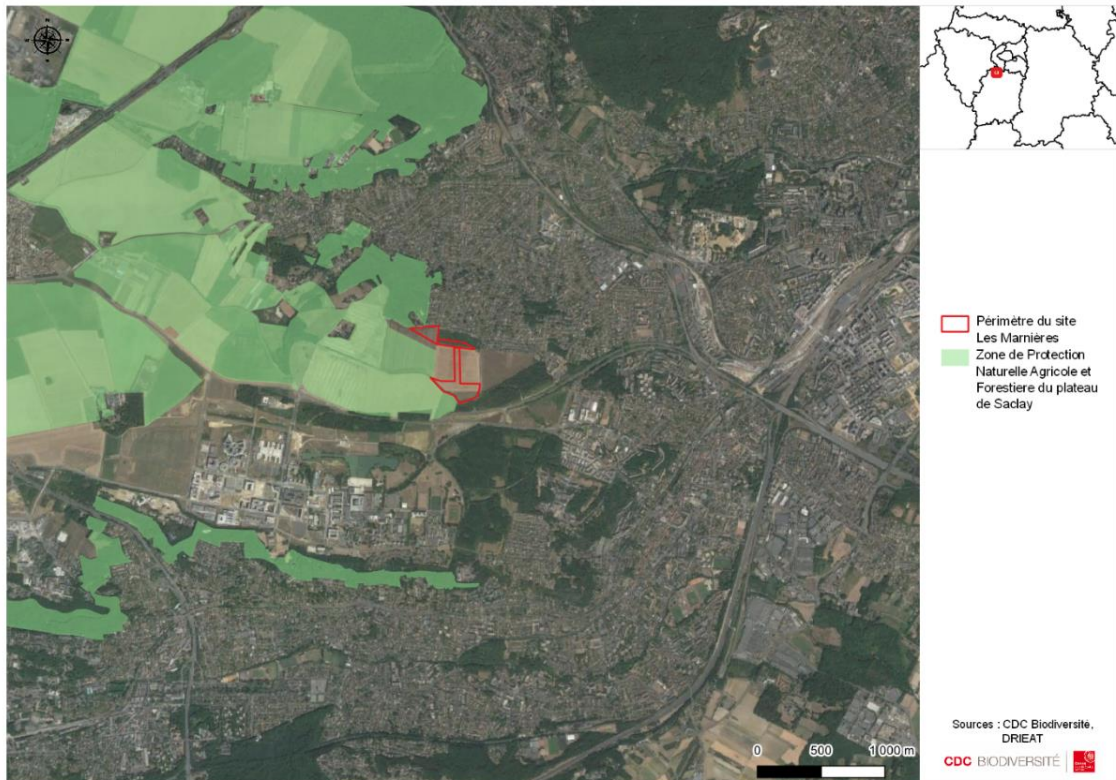 Périmètre du site
Les Marnières
Zone de Protection
Naturelle Agricole et
Forestiere du plateau
de Saclay
0 500 1 000 m
Sources : CDC Biodiversité,
DRIEAT
CDC BIODIVERSITÉ